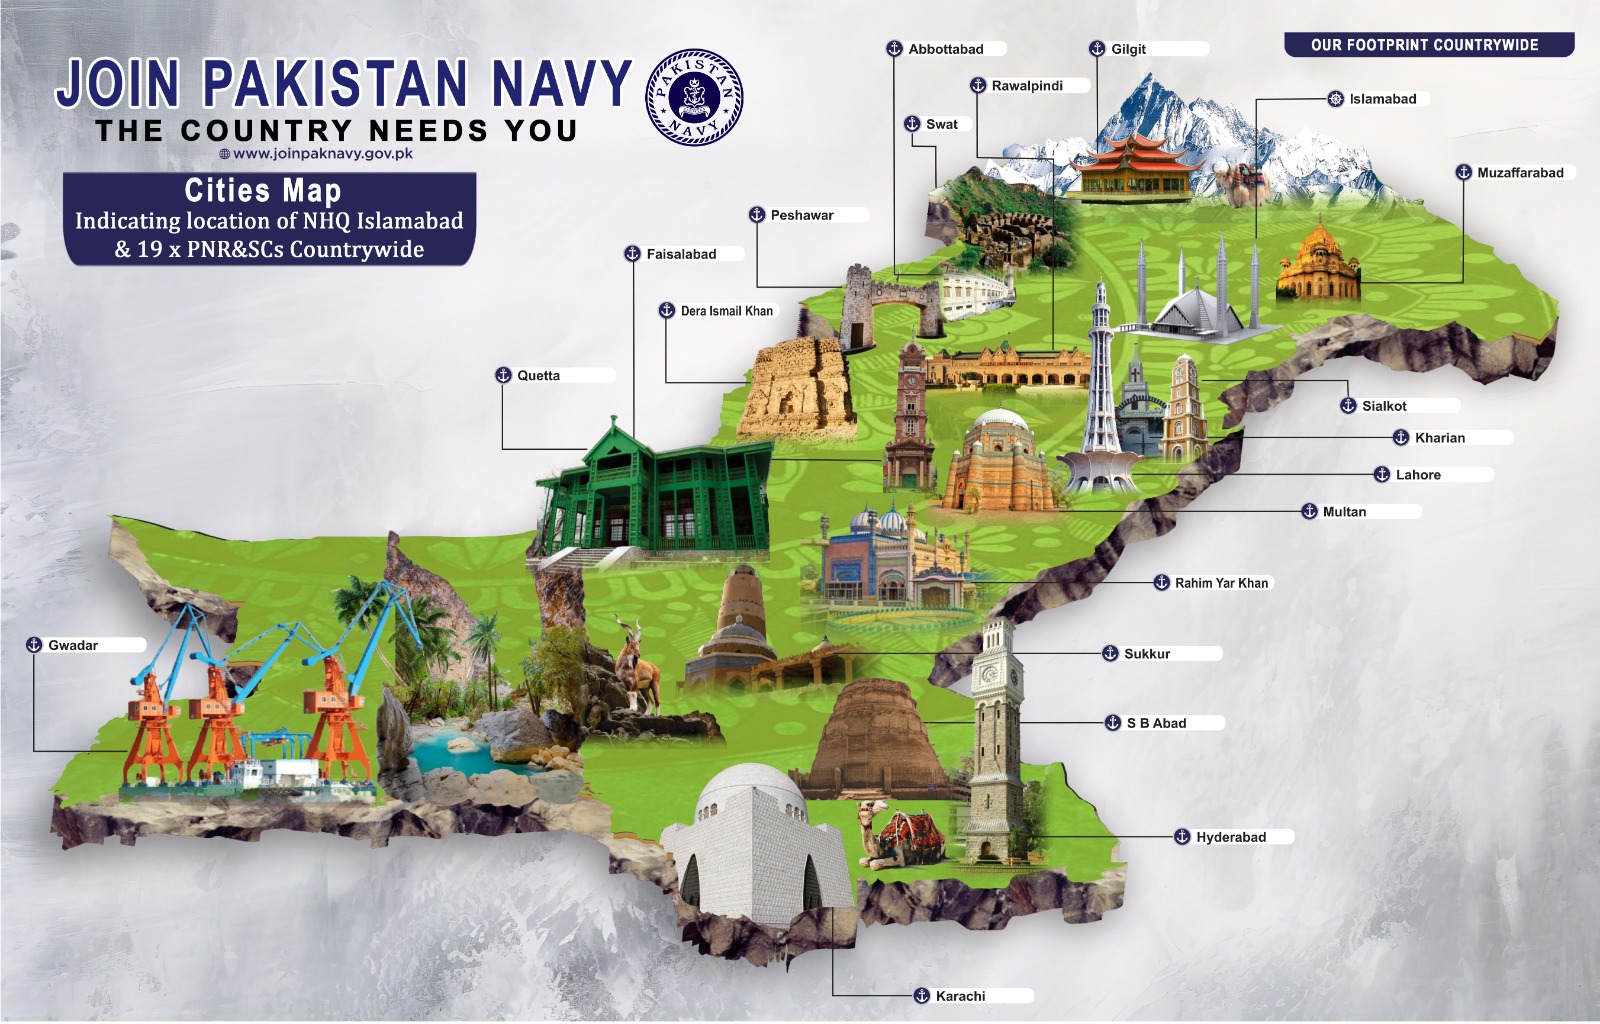 JOIN PAKISTAN NAVY
THE COUNTRY NEEDS YOU
www.joinpaknavy.gov.pk
PAKISTAN
NAVY
Cities Map
Indicating location of NHQ Islamabad
& 19 x PNR&SCs Countrywide
OUR FOOTPRINT COUNTRYWIDE
Abbottabad
Gilgit
Rawalpindi
Islamabad
Swat
Muzaffarabad
Peshawar
Faisalabad
Dera Ismail Khan
Quetta
Sialkot
Kharian
Lahore
Multan
Rahim Yar Khan
Gwadar
Sukkur
S B Abad
Hyderabad
Karachi